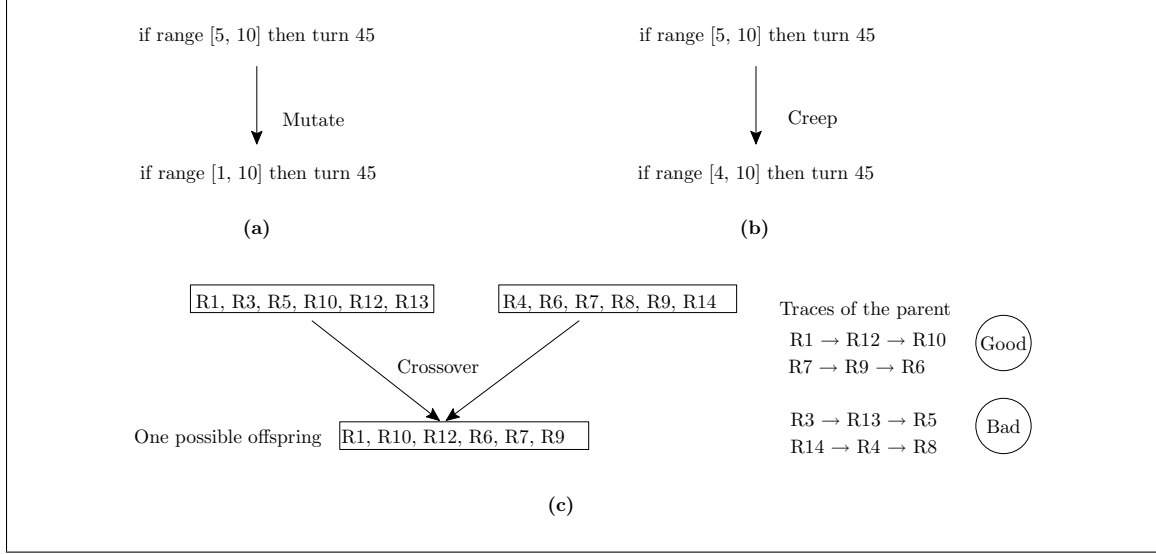 if range [5, 10] then turn 45
if range [5, 10] then turn 45
Mutate
Creep
if range [1, 10] then turn 45
if range [4, 10] then turn 45
(a)
(b)
R1, R3, R5, R10, R12, R13
R4, R6, R7, R8, R9, R14
Traces of the parent
R1 → R12 → R10
R7 → R9 → R6
Good
Crossover
R3 → R13 → R5
R14 → R4 → R8
Bad
One possible offspring
R1, R10, R12, R6, R7, R9
(c)